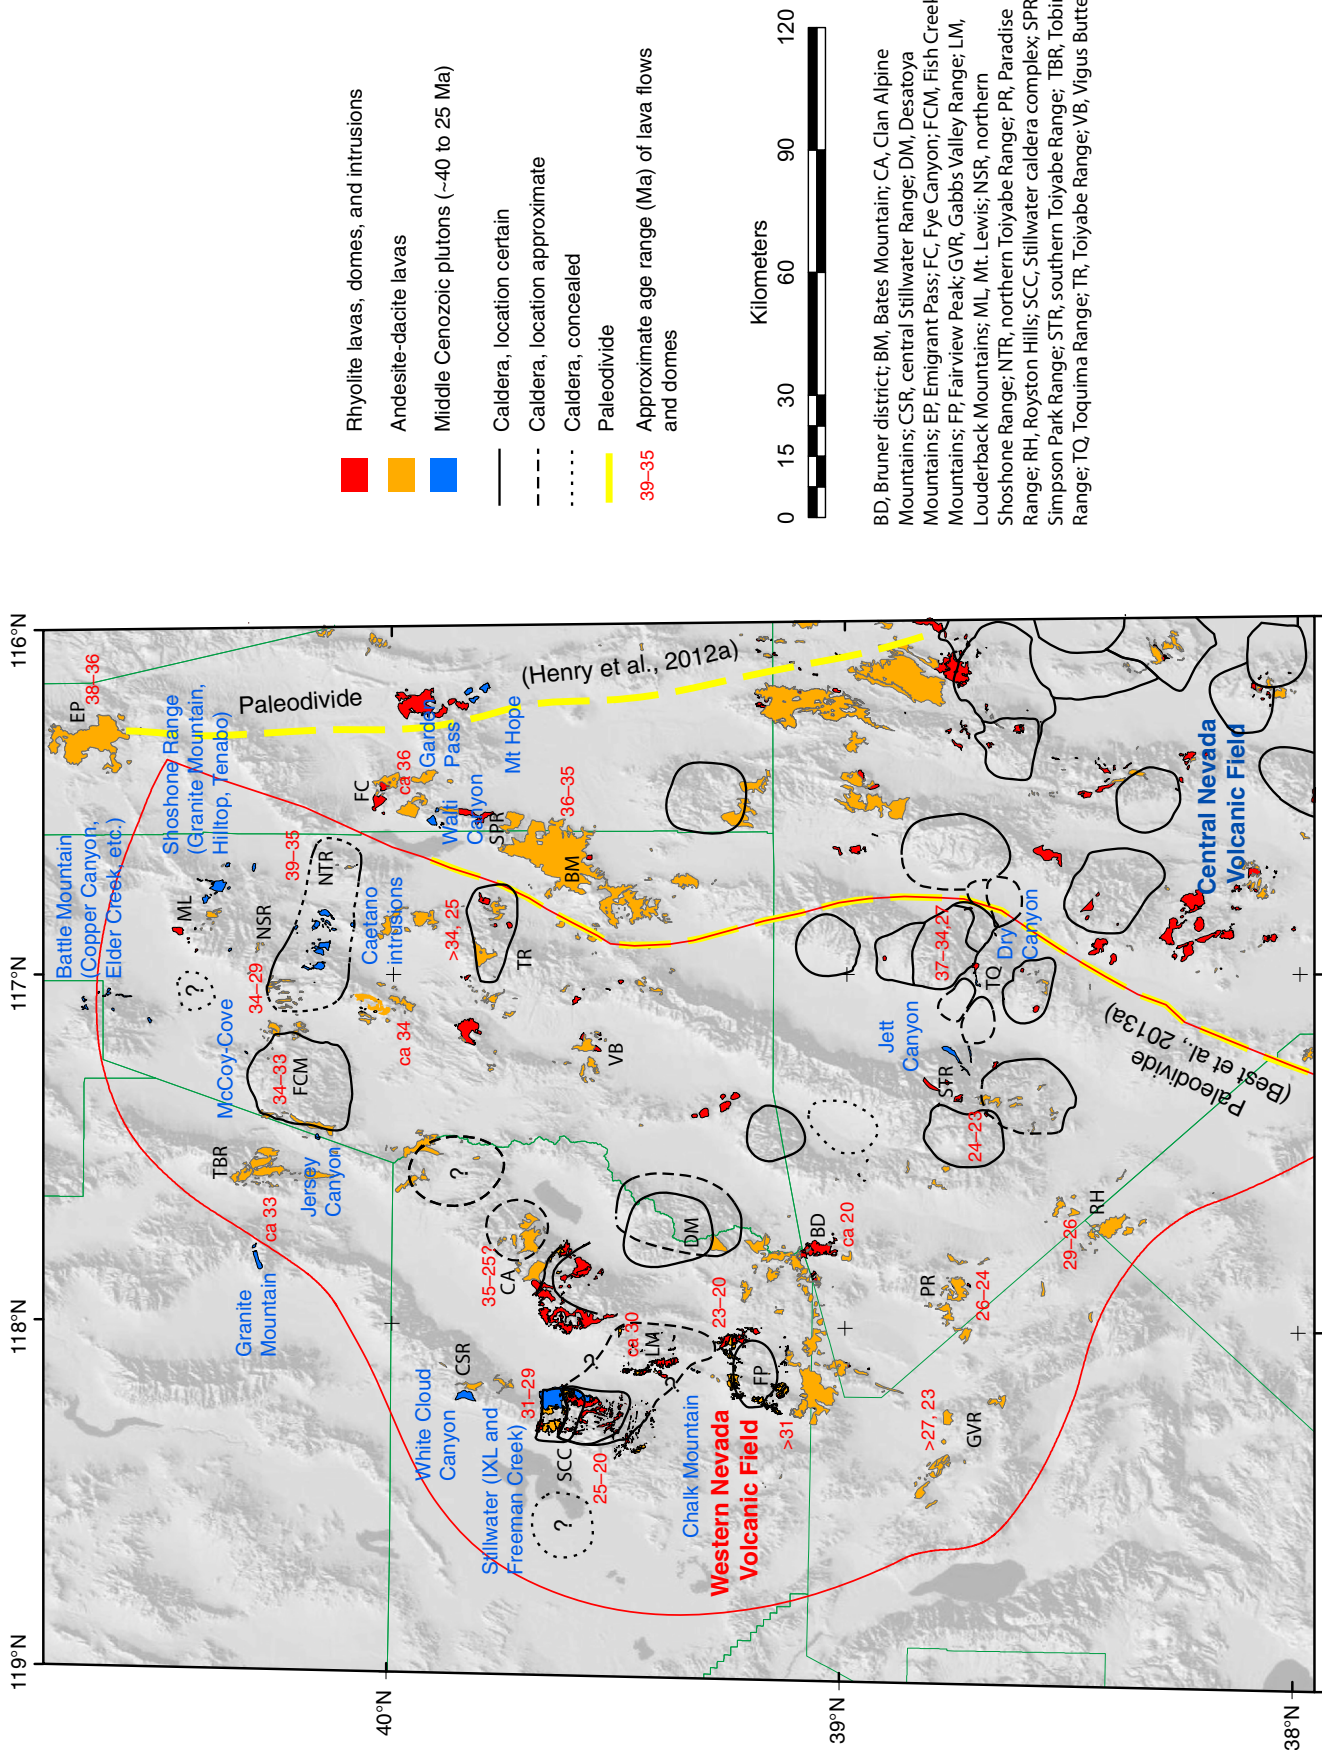 119°N
118°N
117°N
116°N
40°N
39°N
38°N
EP
38–36
Battle Mountain
(Copper Canyon,
Elder Creek, etc.)
Shoshone Range
(Granite Mountain,
Hilltop, Tenabo)
ML
?
NSR
34–29
39–35
NTR
McCoy-Cove
34–33
FCM
TBR
ca 33
Jersey
Canyon
Granite
Mountain
Caetano
intrusions
ca 34
FC
ca 36
Paleodivide
(Henry et al., 2012a)
Garden
Pass
Mt Hope
Walti
Canyon
SPR
36–35
BM
>34, 25
TR
VB
?
35–25?
CA
White Cloud
Canyon
CSR
Stillwater (IXL and
Freeman Creek)
31–29
SCC
25–20
?
?
?
ca 30
LM
DM
23–20
Chalk Mountain
Western Nevada
Volcanic Field
FP
>31
BD
ca 20
PR
26–24
>27, 23
GVR
29–26
RH
Jett
Canyon
STR
24–23
37–34,27
TQ
Dry
Canyon
Paleodivide
(Best et al., 2013a)
Central Nevada
Volcanic Field
Rhyolite lavas, domes, and intrusions
Andesite-dacite lavas
Middle Cenozoic plutons (~40 to 25 Ma)
Caldera, location certain
Caldera, location approximate
Caldera, concealed
Paleodivide
39–35 Approximate age range (Ma) of lava flows
and domes
Kilometers
0 15 30 60 90 120
BD, Bruner district; BM, Bates Mountain; CA, Clan Alpine
Mountains; CSR, central Stillwater Range; DM, Desatoya
Mountains; EP, Emigrant Pass; FC, Fye Canyon; FCM, Fish Creek
Mountains; FP, Fairview Peak; GVR, Gabbs Valley Range; LM,
Louderback Mountains; ML, Mt. Lewis; NSR, northern
Shoshone Range; NTR, northern Toiyabe Range; PR, Paradise
Range; RH, Royston Hills; SCC, Stillwater caldera complex; SPR
Simpson Park Range; STR, southern Toiyabe Range; TBR, Tobin
Range; TQ, Toquima Range; TR, Toiyabe Range; VB, Vigus Butte